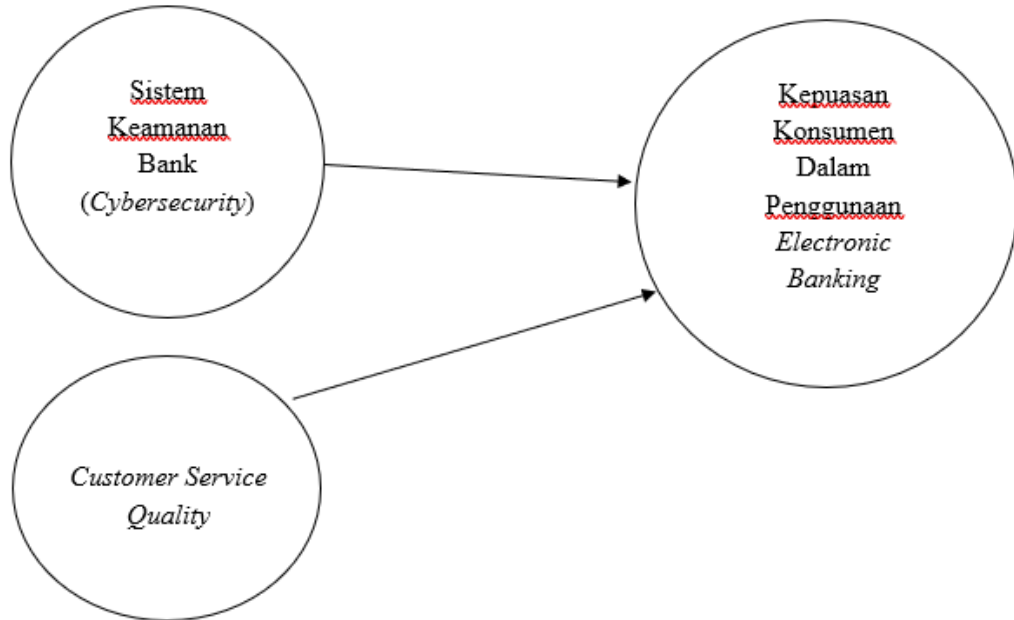 Sistem
Keamanan
Bank
(Cybersecurity)
Kepuasan
Konsumen
Dalam
Penggunaan
Electronic
Banking
Customer Service
Quality